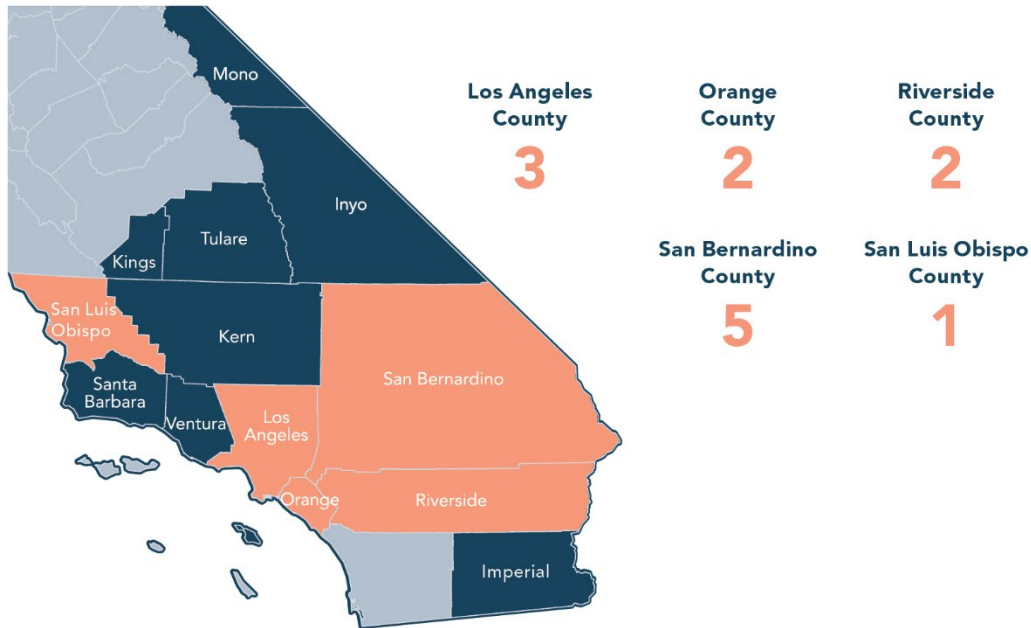 Mono
Inyo
Tulare
Kings
San Luis
Obispo
Kern
San Bernardino
Santa
Barbara
Ventura
Los
Angeles
Orange
Riverside
Imperial
Los Angeles
County
3
Orange
County
2
Riverside
County
2
San Bernardino
County
5
San Luis Obispo
County
1